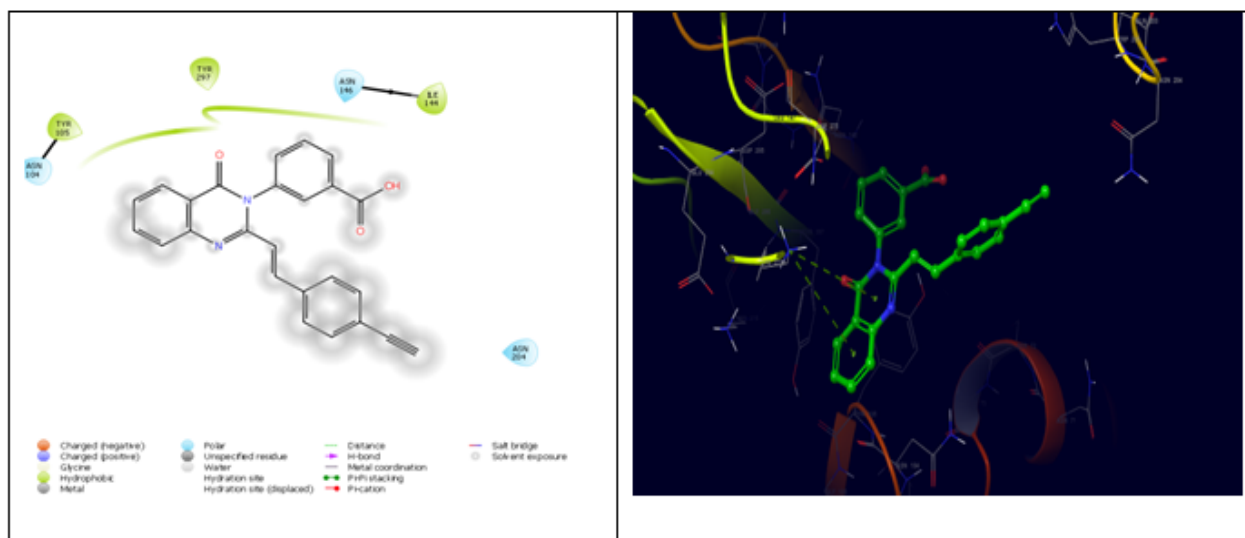 TYR
297
ASN
146
ILE
144
TYR
105
ASN
104
O
N
N
OH
O
ASN
284
Charged (negative)
Charged (positive)
Glycine
Hydrophobic
Metal
Polar
Unspecified residue
Water
Hydration site
Hydration site (displaced)
Distance
H-bond
Metal coordination
Pi-Pi stacking
Pi-cation
Salt bridge
Solvent exposure